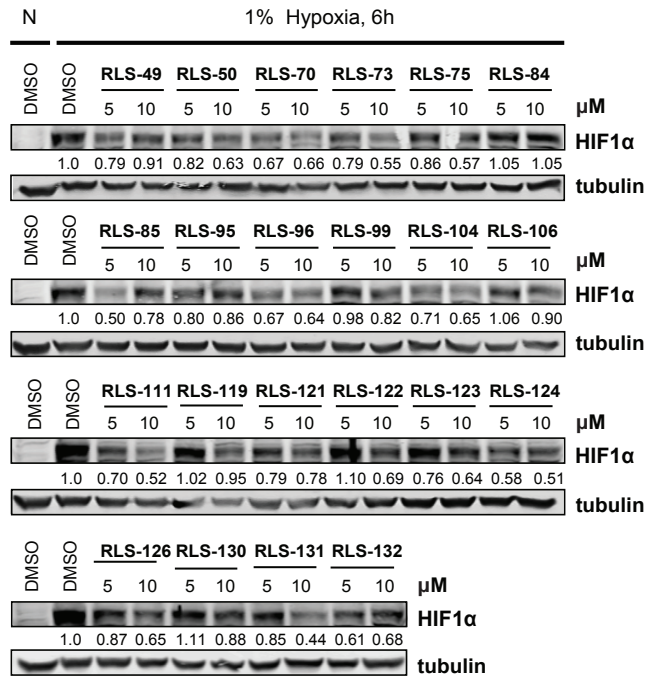 N 1% Hypoxia, 6h
DMSO DMSO RLS-49 RLS-50 RLS-70 RLS-73 RLS-75 RLS-84
5 10 5 10 5 10 5 10 5 10 5 10 µM
HIF1α
1.0 0.79 0.91 0.82 0.63 0.67 0.66 0.79 0.55 0.86 0.57 1.05 1.05
tubulin
DMSO DMSO RLS-85 RLS-95 RLS-96 RLS-99 RLS-104 RLS-106
5 10 5 10 5 10 5 10 5 10 5 10 µM
HIF1α
1.0 0.50 0.78 0.80 0.86 0.67 0.64 0.98 0.82 0.71 0.65 1.06 0.90
tubulin
DMSO DMSO RLS-111 RLS-119 RLS-121 RLS-122 RLS-123 RLS-124
5 10 5 10 5 10 5 10 5 10 5 10 µM
HIF1α
1.0 0.70 0.52 1.02 0.95 0.79 0.78 1.10 0.69 0.76 0.64 0.58 0.51
tubulin
DMSO DMSO RLS-126 RLS-130 RLS-131 RLS-132
5 10 5 10 5 10 5 10 µM
HIF1α
1.0 0.87 0.65 1.11 0.88 0.85 0.44 0.61 0.68
tubulin